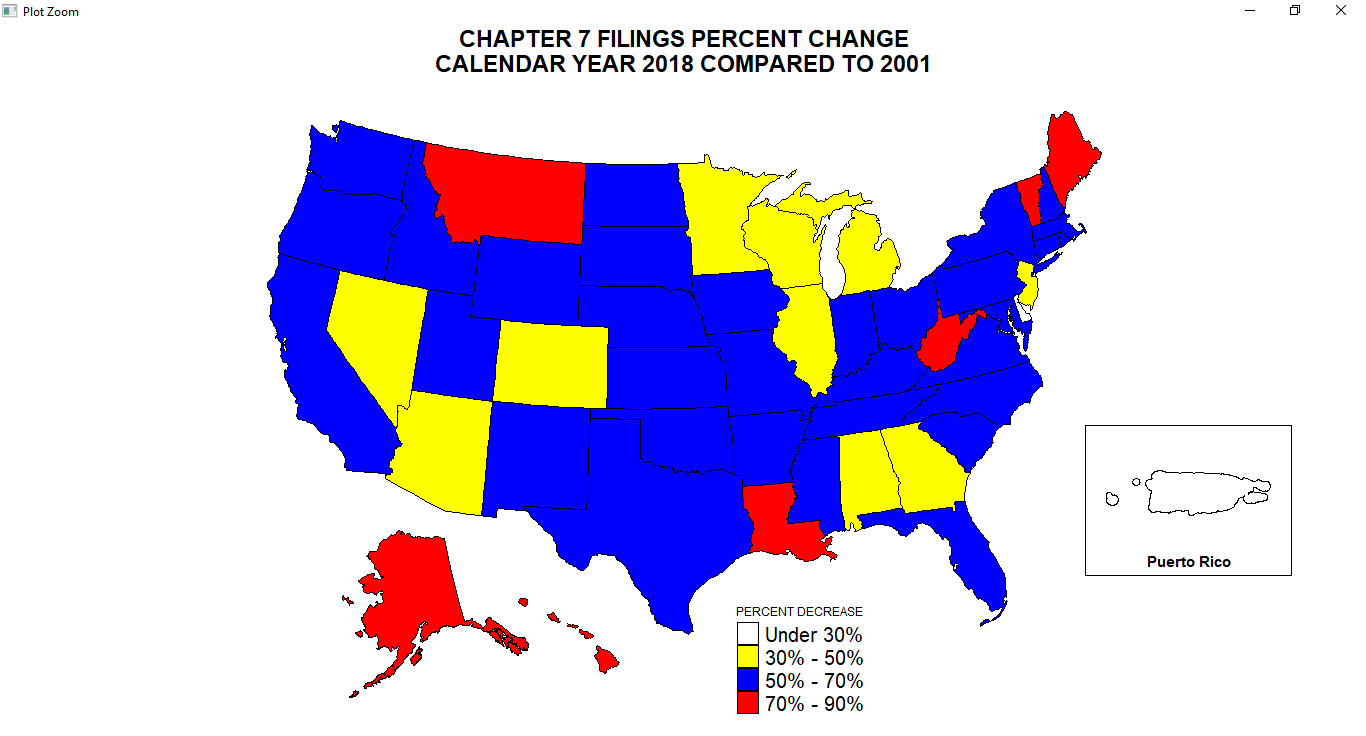 Plot Zoom
CHAPTER 7 FILINGS PERCENT CHANGE
CALENDAR YEAR 2018 COMPARED TO 2001
Puerto Rico
PERCENT DECREASE
Under 30%
30% - 50%
50% - 70%
70% - 90%